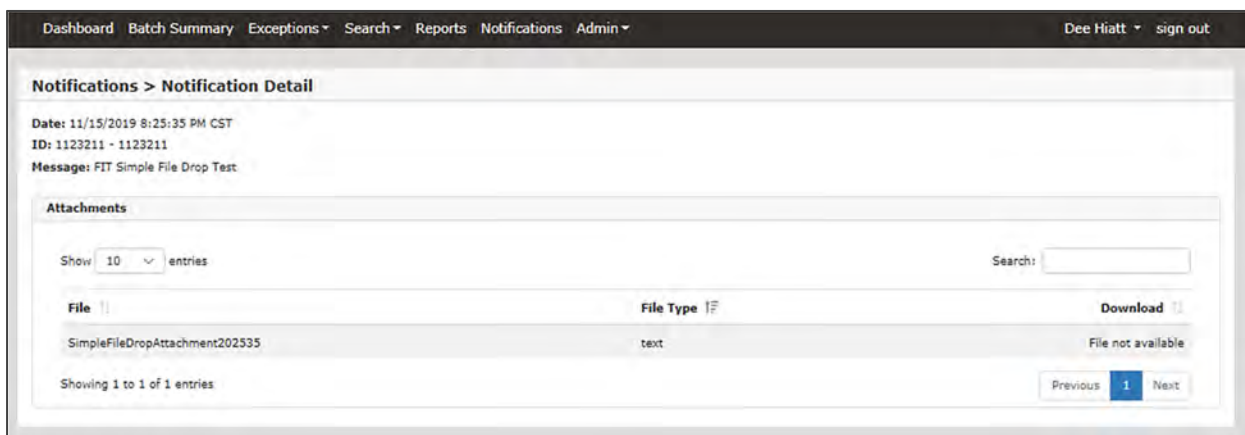 Dashboard Batch Summary Exceptions Search Reports Notifications Admin Dee Hiatt sign out
Notifications > Notification Detail
Date: 11/15/2019 8:25:35 PM CST
ID: 1123211 - 1123211
Message: FIT Simple File Drop Test
Attachments
Show 10 entries Search:
File File Type Download
SimpleFileDropAttachment202535 text File not available
Showing 1 to 1 of 1 entries Previous 1 Next